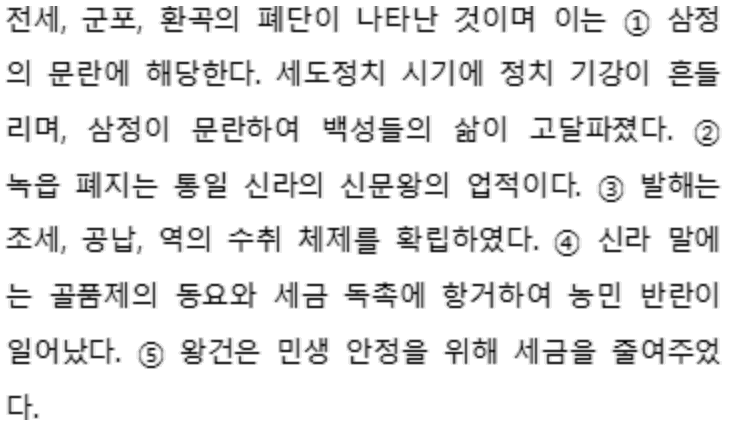 전세, 군포, 환곡의 폐단이 나타난 것이며 이는 ① 삼정
의 문란에 해당한다. 세도정치 시기에 정치 기강이 흔들
리며, 삼정이 문란하여 백성들의 삶이 고달파졌다. ②
녹읍 폐지는 통일 신라의 신문왕의 업적이다. ③ 발해는
조세, 공납, 역의 수취 체제를 확립하였다. ④ 신라 말에
는 골품제의 동요와 세금 독촉에 항거하여 농민 반란이
일어났다. ⑤ 왕건은 민생 안정을 위해 세금을 줄여주었
다.